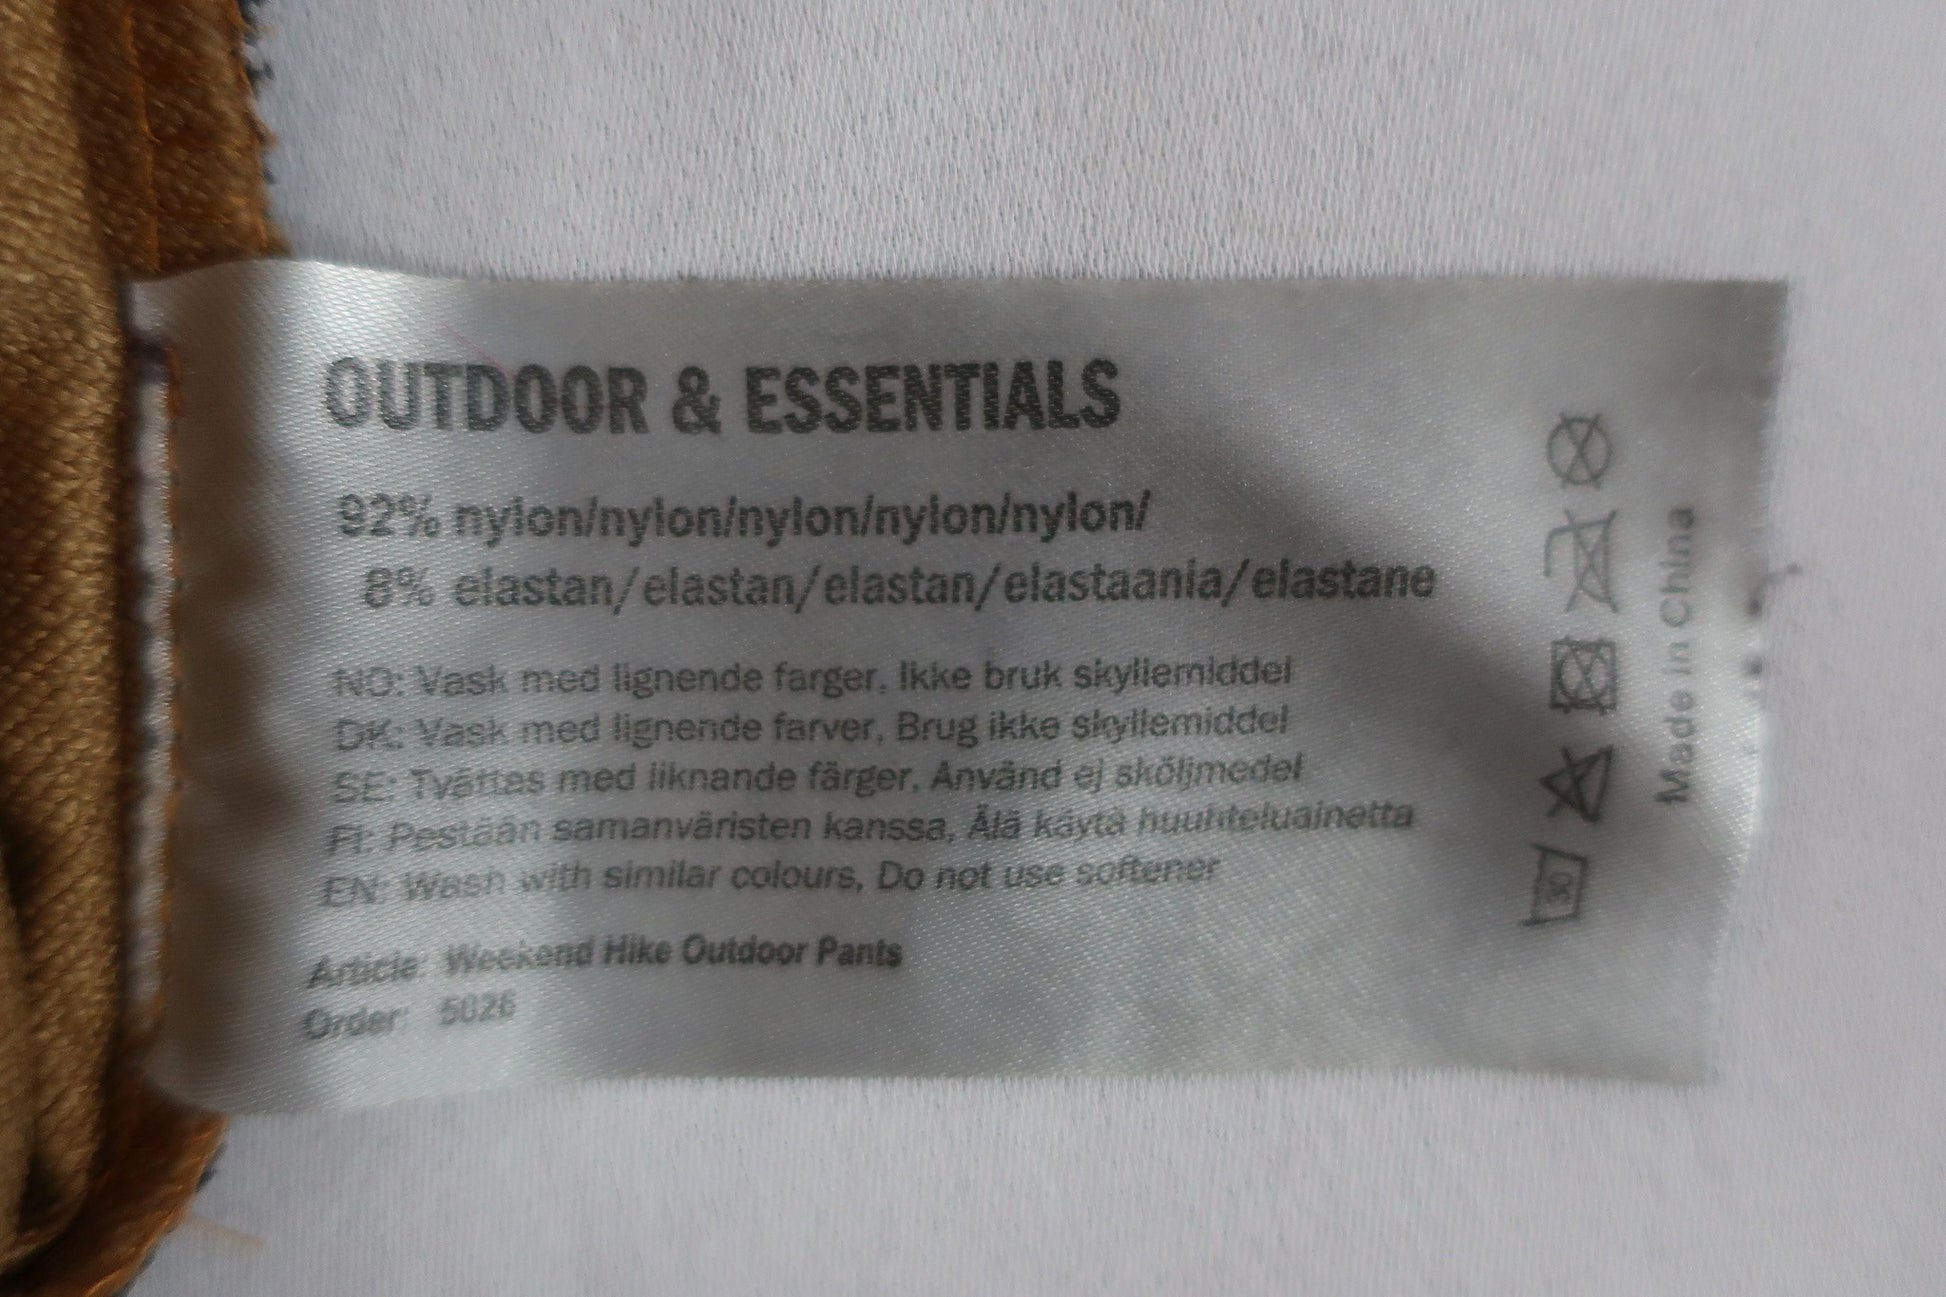 OUTDOOR & ESSENTIALS
92% nylon/nylon/nylon/nylon/nylon/
8% elastan/elastan/elastan/elastaania/elastane
NO: Vask med lignende farger, Ikke bruk skyllemiddel
DK: Vask med lignende farver, Brug ikke skyllemiddel
SE: Tvättas med liknande färger, Använd ej sköljmedel
FI: Pestään samanväristen kanssa, Älä käytä huuhteluainetta
EN: Wash with similar colours, Do not use softener
Article: Weekend Hike Outdoor Pants
Order: 5026
30
Made in China